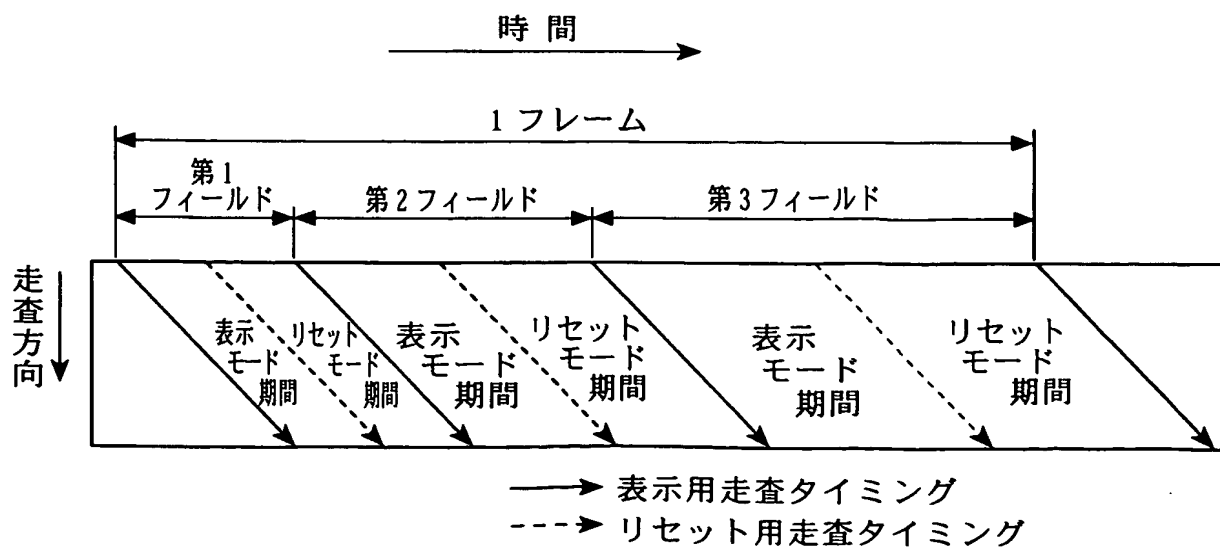 時間
1フレーム
第1
フィールド
第2フィールド
第3フィールド
走査方向
表示
モード
期間
リセット
モード
期間
表示
モード
期間
リセット
モード
期間
表示
モード
期間
リセット
モード
期間
表示用走査タイミング
リセット用走査タイミング